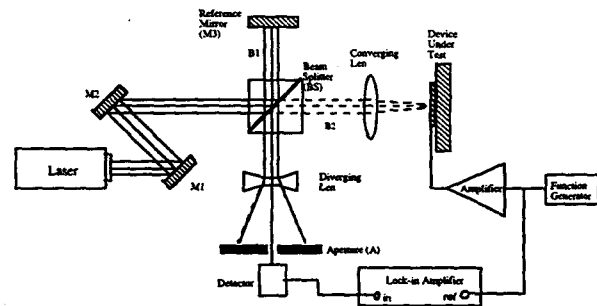 Reference
Mirror
(M3)
B1
Beam
Splitter
(BS)
Converging
Len
Device
Under
Test
M2
B2
Laser
M1
Diverging
Len
Amplifier
Function
Generator
Aperture (A)
Detector
Lock-in Amplifier
in
ref